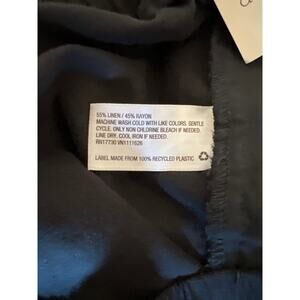 55% LINEN / 45% RAYON
MACHINE WASH COLD WITH LIKE COLORS, GENTLE
CYCLE. ONLY NON CHLORINE BLEACH IF NEEDED.
LINE DRY. COOL IRON IF NEEDED.
RN17730 VN1111626
LABEL MADE FROM 100% RECYCLED PLASTIC